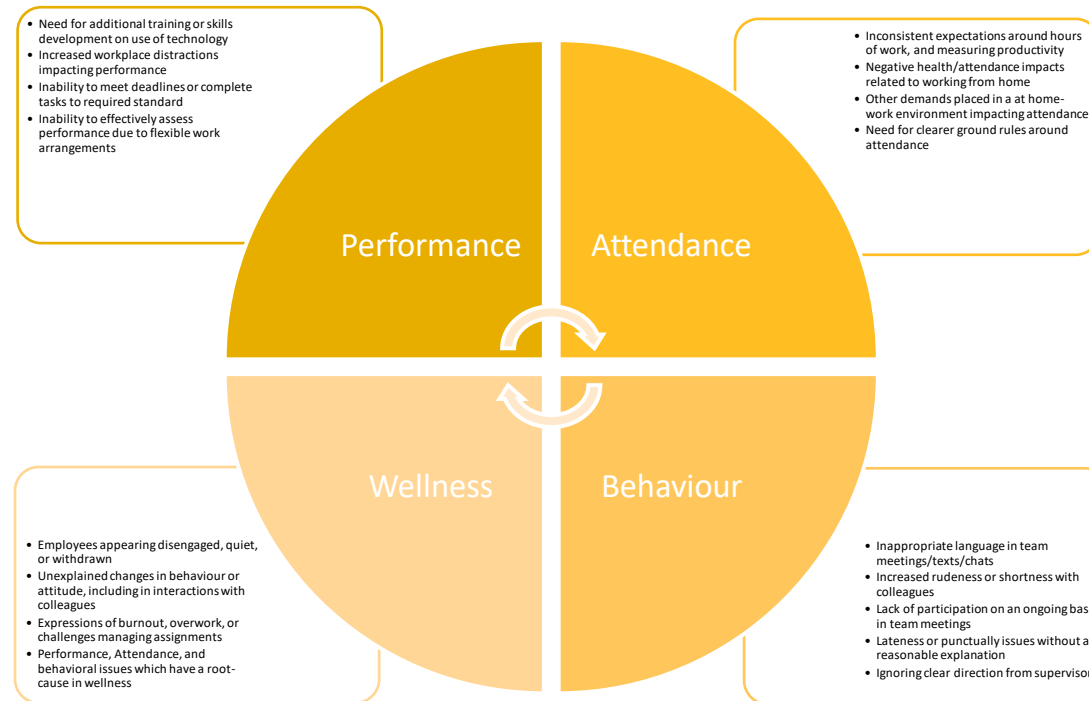 • Need for additional training or skills
development on use of technology
• Increased workplace distractions
impacting performance
• Inability to meet deadlines or complete
tasks to required standard
• Inability to effectively assess
performance due to flexible work
arrangements
• Inconsistent expectations around hours
of work, and measuring productivity
• Negative health/attendance impacts
related to working from home
• Other demands placed in a at home-
work environment impacting attendance
• Need for clearer ground rules around
attendance
Performance
Attendance
Wellness
Behaviour
• Employees appearing disengaged, quiet,
or withdrawn
• Unexplained changes in behaviour or
attitude, including in interactions with
colleagues
• Expressions of burnout, overwork, or
challenges managing assignments
• Performance, Attendance, and
behavioral issues which have a root-
cause in wellness
• Inappropriate language in team
meetings/texts/chats
• Increased rudeness or shortness with
colleagues
• Lack of participation on an ongoing bas
in team meetings
• Lateness or punctually issues without a
reasonable explanation
• Ignoring clear direction from supervisor